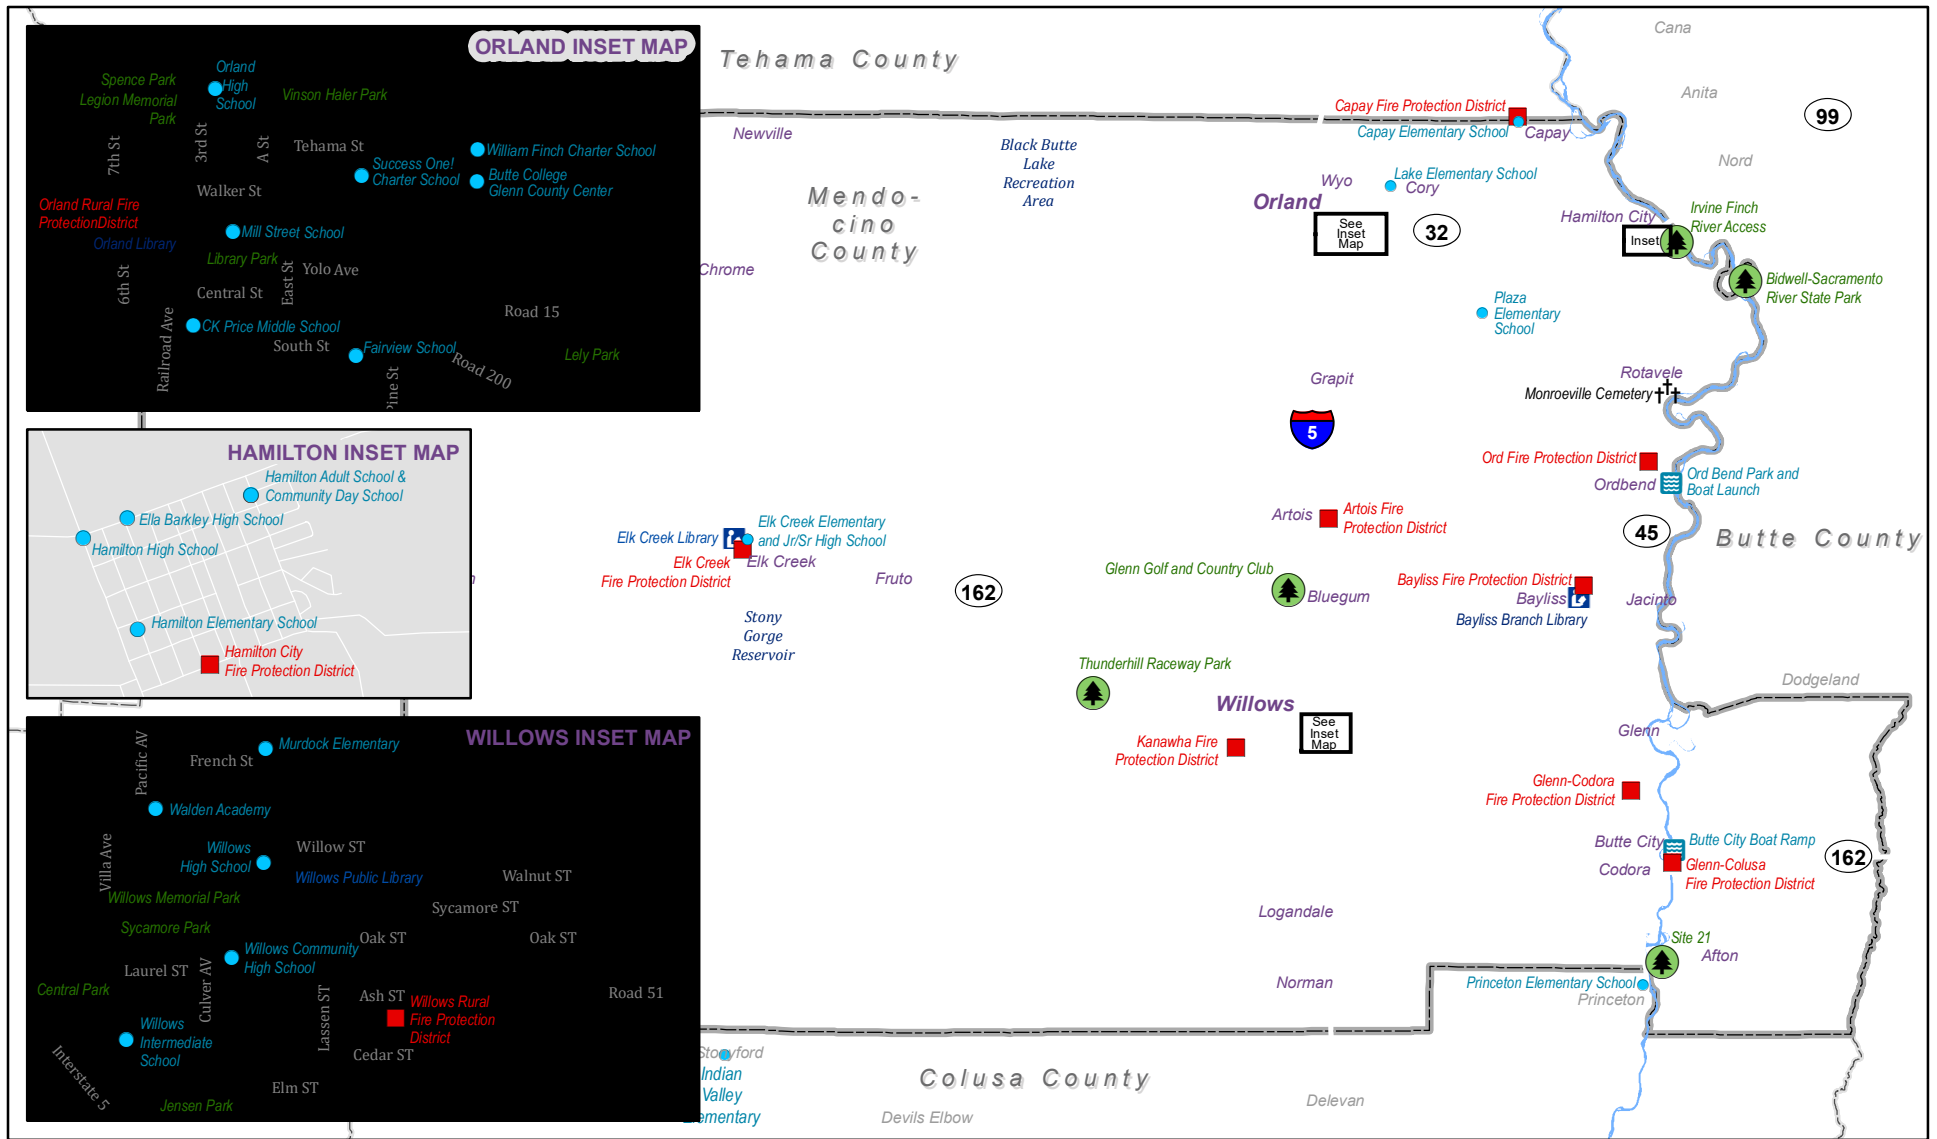 ORLAND INSET MAP
Spence Park
Legion Memorial
Park
Orland
High
School
Vinson Haler Park
7th St
3rd St
A St
Tehama St
William Finch Charter School
Success One!
Charter School
Butte College
Glenn County Center
Walker St
Orland Rural Fire
ProtectionDistrict
Orland Library
Mill Street School
Library Park
6th St
East St
Yolo Ave
Central St
Road 15
Railroad Ave
CK Price Middle School
South St
Fairview School
Road 200
Lely Park
Pine St
HAMILTON INSET MAP
Hamilton Adult School &
Community Day School
Ella Barkley High School
Hamilton High School
Hamilton Elementary School
Hamilton City
Fire Protection District
WILLOWS INSET MAP
Pacific AV
French St
Murdock Elementary
Walden Academy
Villa Ave
Willows
High School
Willow ST
Willows Public Library
Walnut ST
Willows Memorial Park
Sycamore ST
Sycamore Park
Oak ST
Oak ST
Willows Community
High School
Laurel ST
Culver AV
Central Park
Lassen ST
Ash ST
Road 51
Willows Rural
Fire Protection
District
Willows
Intermediate
School
Cedar ST
Interstate 5
Elm ST
Jensen Park
Tehama County
Cana
Anita
99
Capay Fire Protection District
Capay Elementary School
Capay
Newville
Black Butte
Lake
Recreation
Area
Nord
Mendo-
cino
County
Wyo
Lake Elementary School
Cory
Orland
See
Inset
Map
32
Hamilton City
Inset
Irvine Finch
River Access
Chrome
Bidwell-Sacramento
River State Park
Plaza
Elementary
School
Grapit
Rotavele
Monroeville Cemetery
5
Ord Fire Protection District
Ordbend
Ord Bend Park and
Boat Launch
Artois
Artois Fire
Protection District
45
Butte County
Elk Creek Library
Elk Creek Elementary
and Jr/Sr High School
Elk Creek
Fire Protection District
Elk Creek
Fruto
162
Glenn Golf and Country Club
Bluegum
Bayliss Fire Protection District
Bayliss
Bayliss Branch Library
Jacinto
Stony
Gorge
Reservoir
Thunderhill Raceway Park
Dodgeland
Willows
See
Inset
Map
Kanawha Fire
Protection District
Glenn
Glenn-Codora
Fire Protection District
Butte City
Butte City Boat Ramp
Codora
Glenn-Colusa
Fire Protection District
162
Logandale
Site 21
Afton
Norman
Princeton Elementary School
Princeton
Stonyford
Indian
Valley
Elementary
Colusa County
Devils Elbow
Delevan